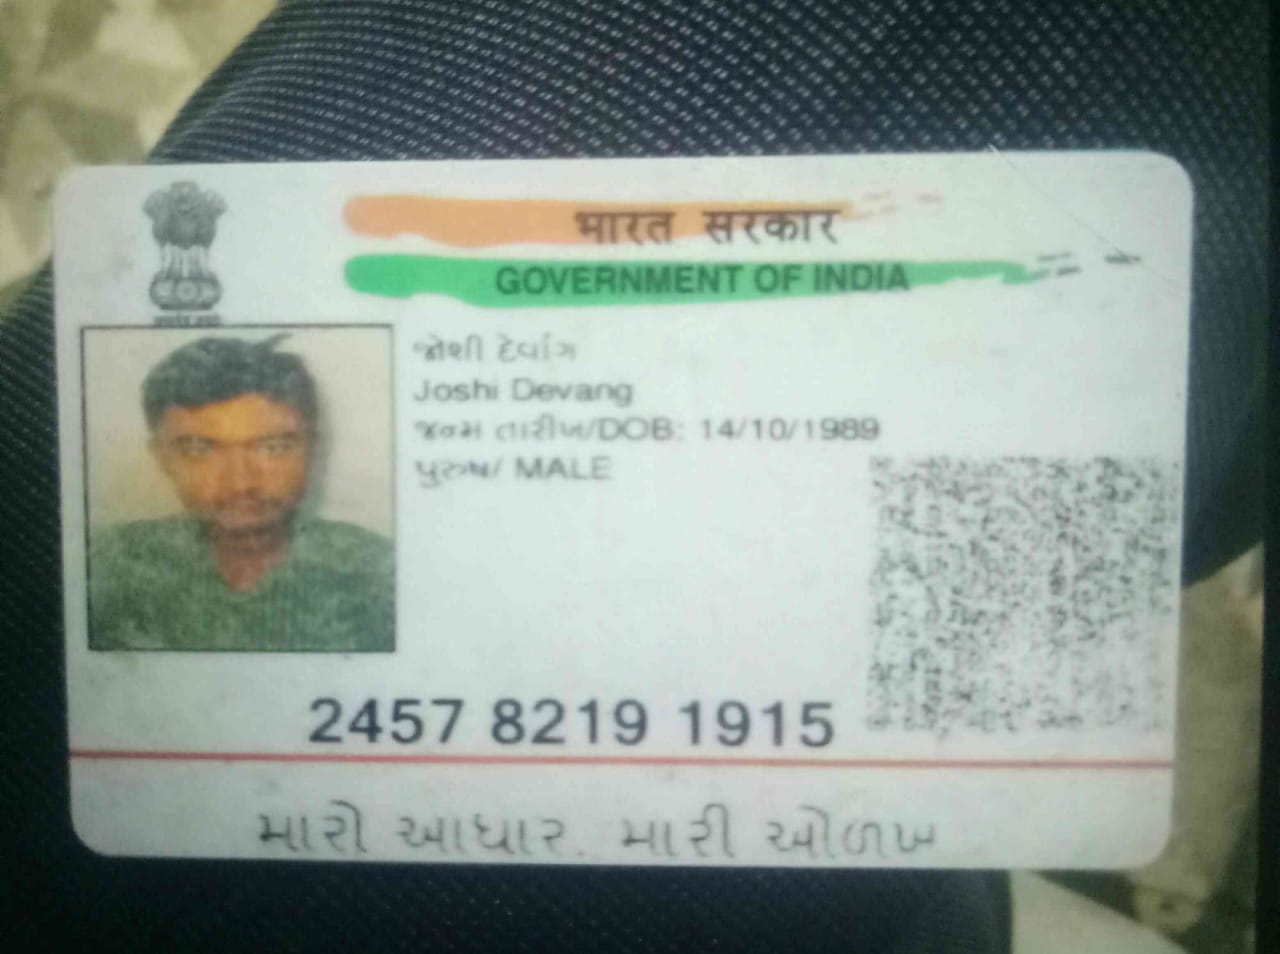 भारत सरकार
GOVERNMENT OF INDIA
જોશી દેવાંગ
Joshi Devang
જન્મ તારીખ/DOB: 14/10/1989
પુરુષ/ MALE
2457 8219 1915
મારો આધાર. મારી ઓળખ